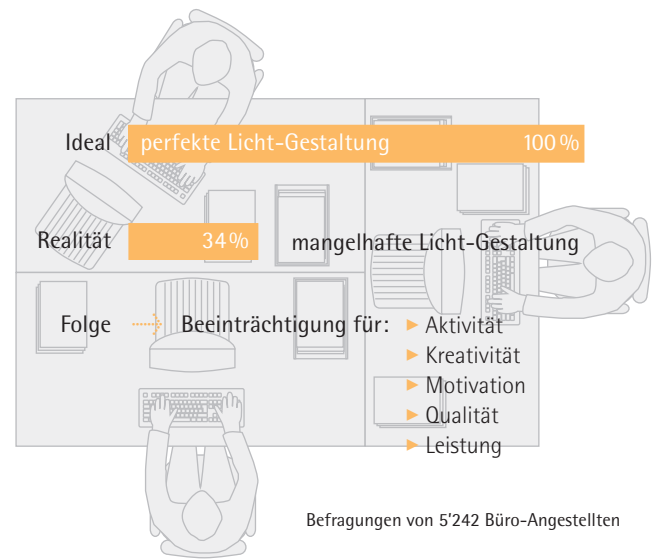 Ideal perfekte Licht-Gestaltung 100 %
Realität 34 % mangelhafte Licht-Gestaltung
Folge Beeinträchtigung für: ► Aktivität
► Kreativität
► Motivation
► Qualität
► Leistung
Befragungen von 5'242 Büro-Angestellten